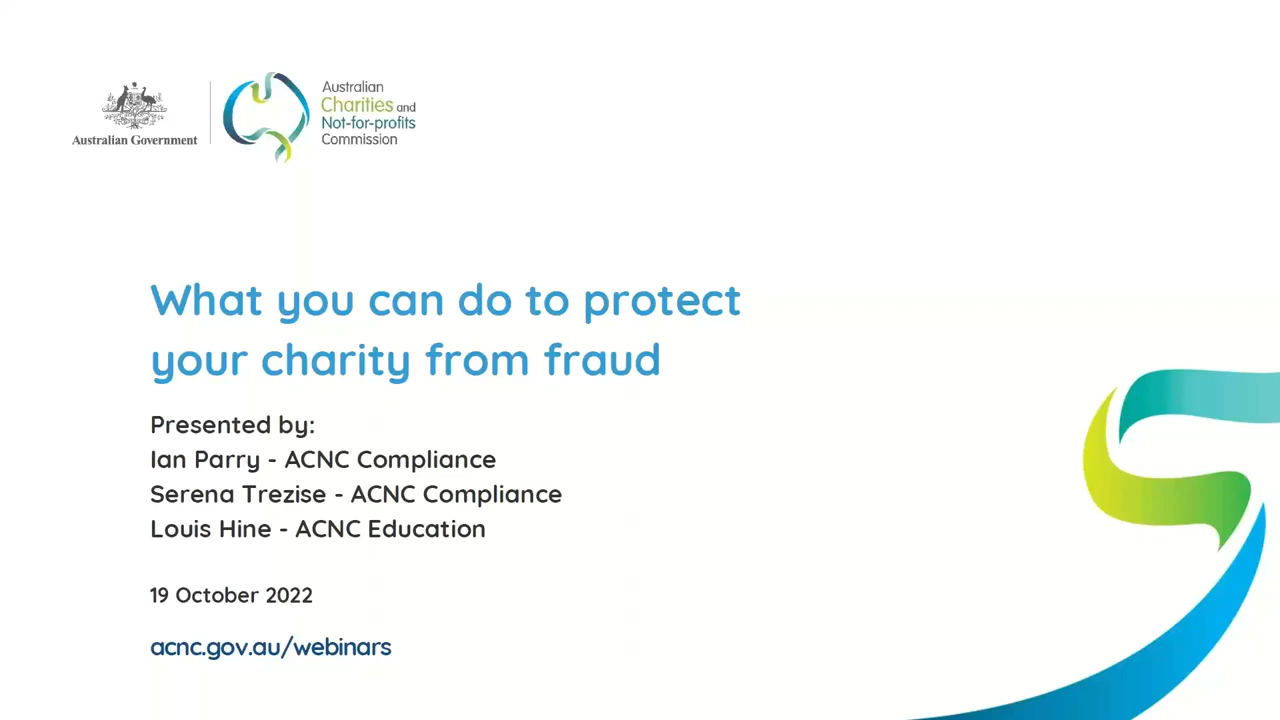 Australian Government
Australian
Charities and
Not-for-profits
Commission
What you can do to protect
your charity from fraud
Presented by:
Ian Parry - ACNC Compliance
Serena Trezise - ACNC Compliance
Louis Hine - ACNC Education
19 October 2022
acnc.gov.au/webinars